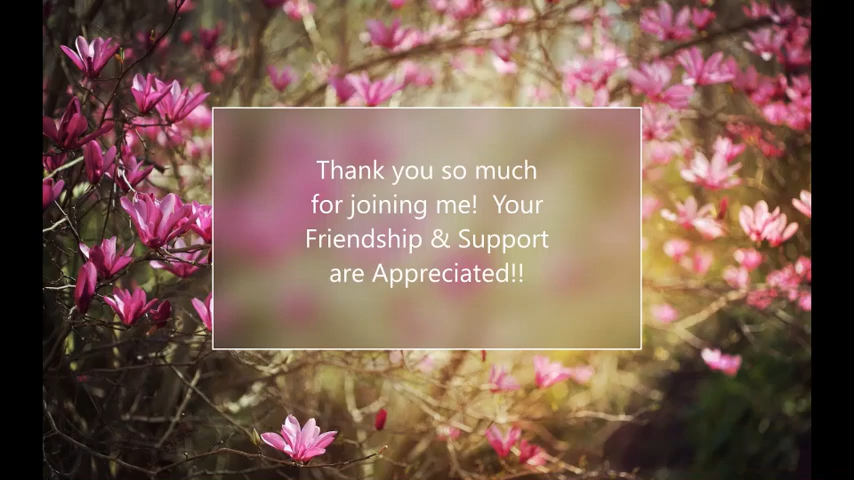 Thank you so much
for joining me!  Your
Friendship & Support
are Appreciated!!